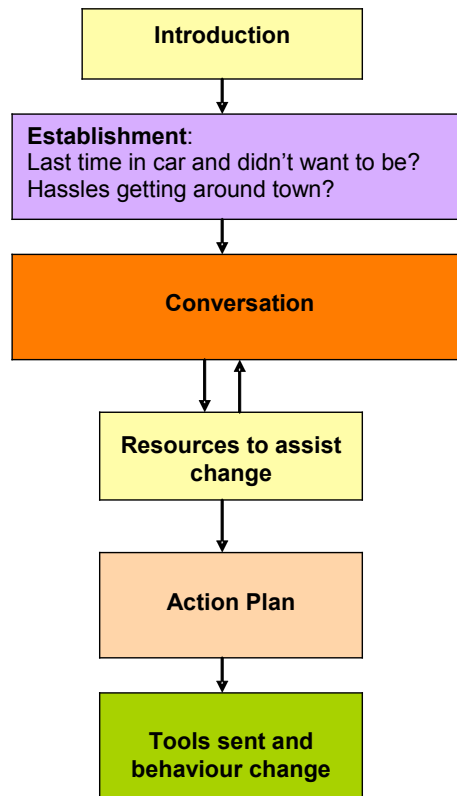 Introduction
Establishment:
Last time in car and didn’t want to be?
Hassles getting around town?
Conversation
Resources to assist
change
Action Plan
Tools sent and
behaviour change